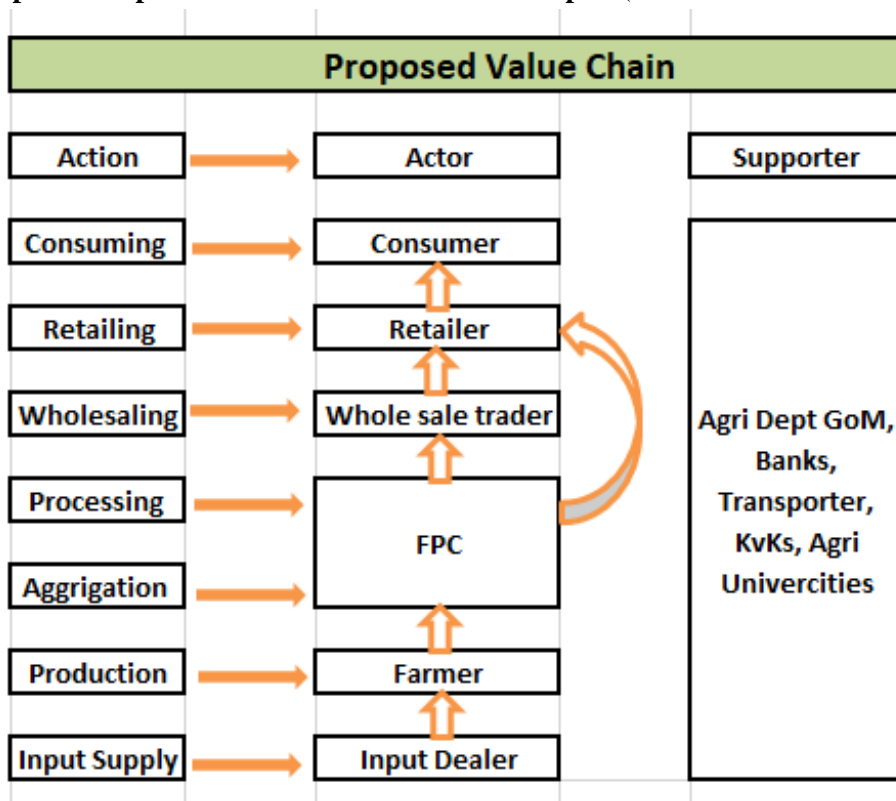 Proposed Value Chain
Action
Actor
Supporter
Consuming
Consumer
Retailing
Retailer
Wholesaling
Whole sale trader
Processing
FPC
Aggrigation
Production
Farmer
Input Supply
Input Dealer
Agri Dept GoM,
Banks,
Transporter,
KvKs, Agri
Univercities